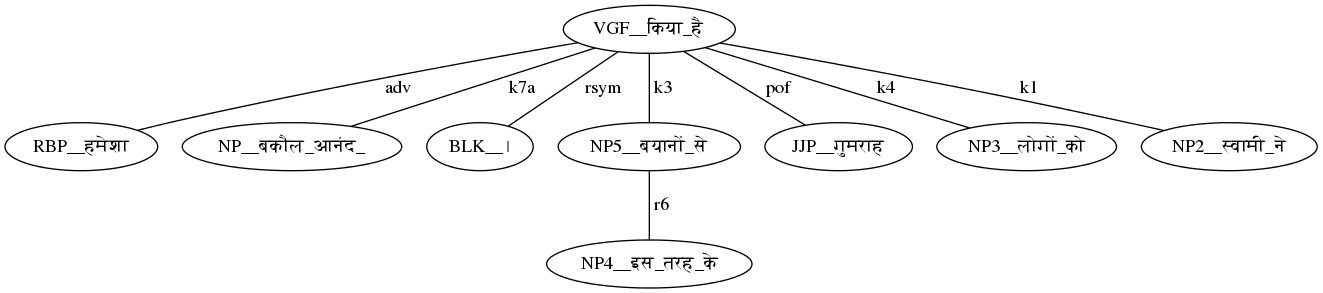 VGF__किया_है
adv k7a rsym k3 pof k4 k1
RBP__हमेशा NP__बकौल_आनंद_ BLK__। NP5__बयानों_से JJP__गुमराह NP3__लोगों_को NP2__स्वामी_ने
r6
NP4__इस_तरह_के